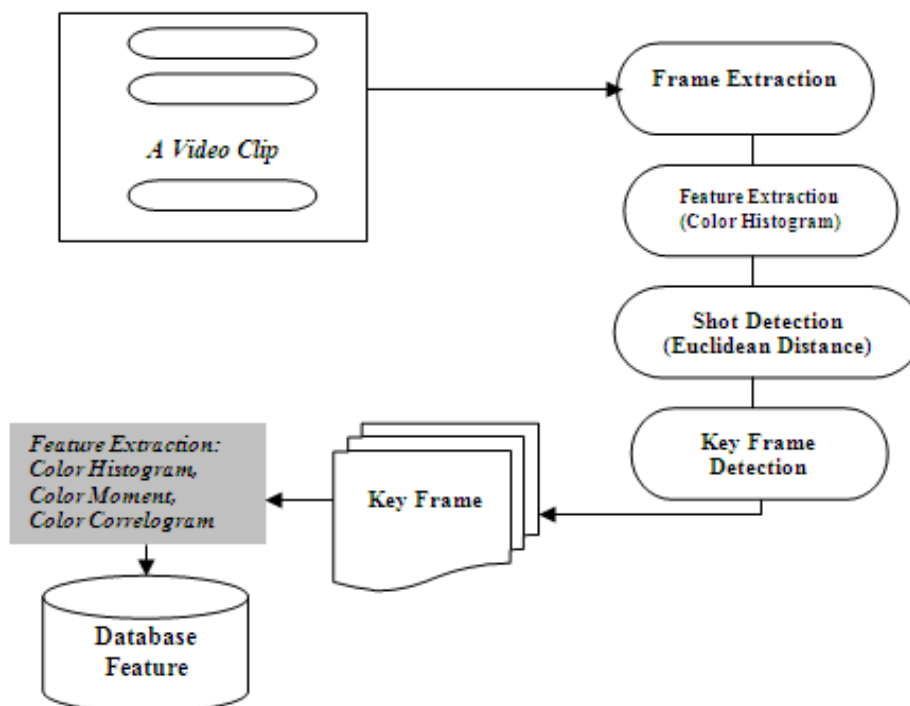 A Video Clip
Frame Extraction
Feature Extraction
(Color Histogram)
Shot Detection
(Euclidean Distance)
Key Frame
Detection
Key Frame
Feature Extraction:
Color Histogram,
Color Moment,
Color Correlogram
Database
Feature